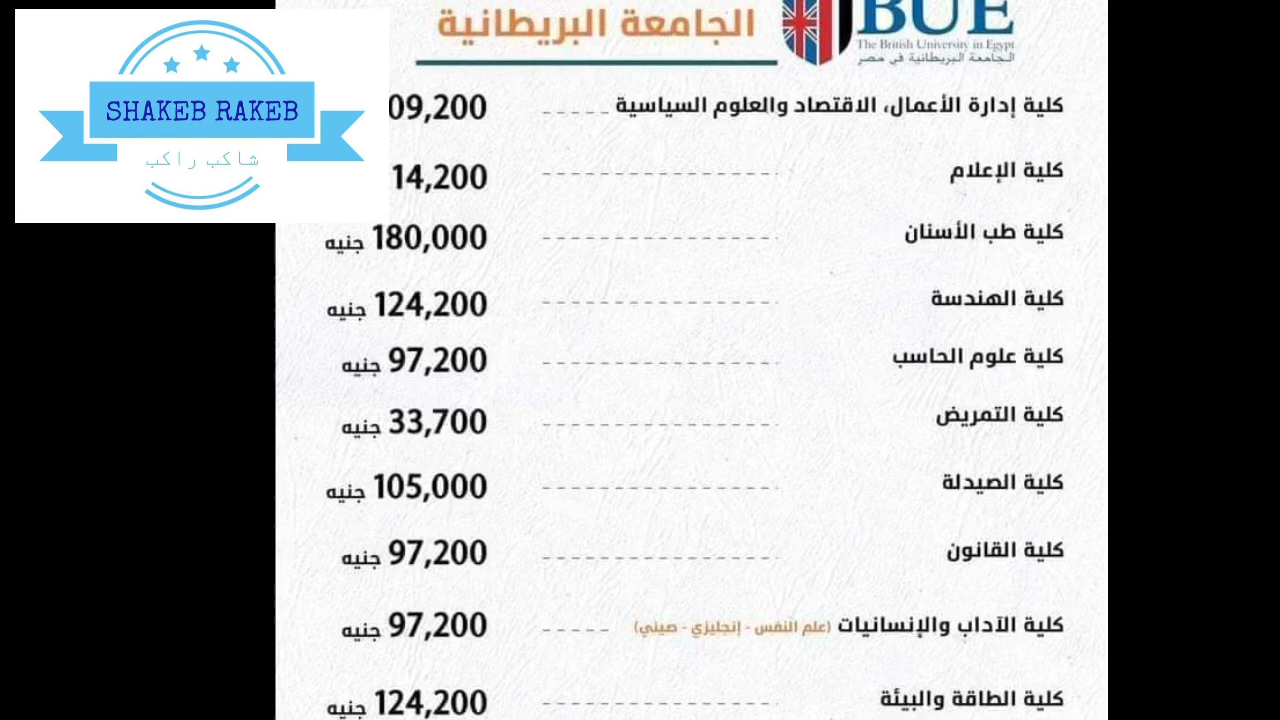 SHAKEB RAKEB
شاكب راكب
الجامعة البريطانية
BUE
The British University in Egypt
الجامعة البريطانية في مصر
كلية إدارة الأعمال، الاقتصاد والعلوم السياسية 09,200
كلية الإعلام 14,200
كلية طب الأسنان 180,000 جنيه
كلية الهندسة 124,200 جنيه
كلية علوم الحاسب 97,200 جنيه
كلية التمريض 33,700 جنيه
كلية الصيدلة 105,000 جنيه
كلية القانون 97,200 جنيه
كلية الآداب والإنسانيات (علم النفس - إنجليزي - صيني) 97,200 جنيه
كلية الطاقة والبيئة 124,200 جنيه